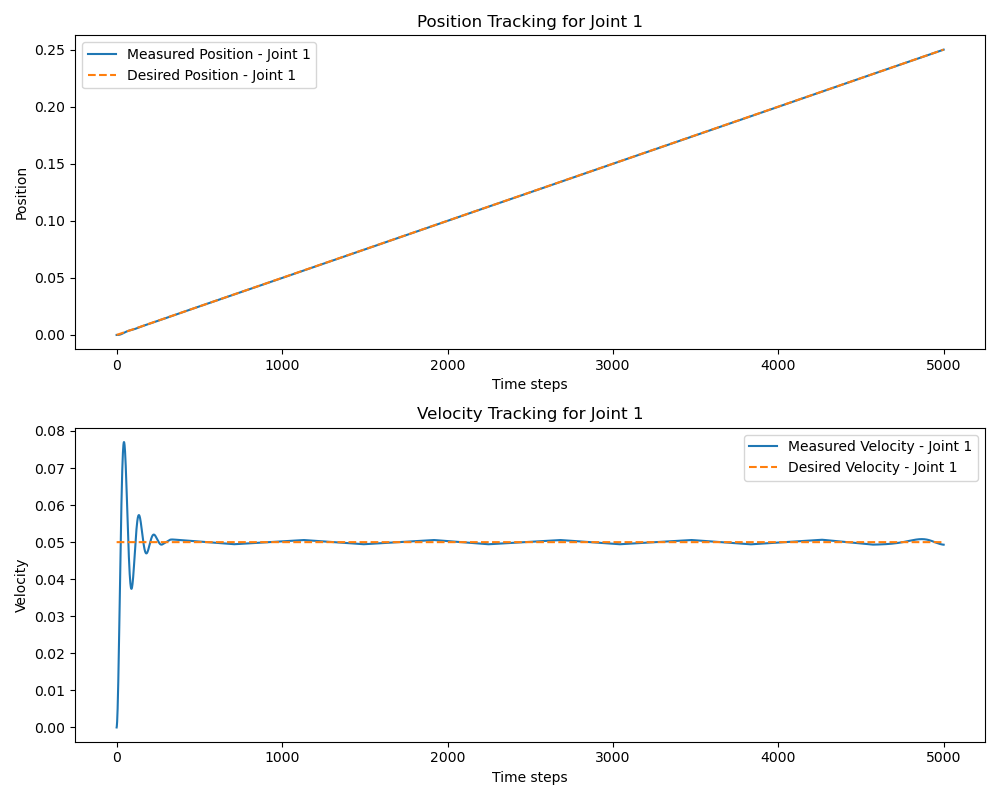 Position Tracking for Joint 1
Measured Position - Joint 1
Desired Position - Joint 1
0.25
0.20
0.15
0.10
0.05
0.00
Position
0 1000 2000 3000 4000 5000
Time steps
Velocity Tracking for Joint 1
Measured Velocity - Joint 1
Desired Velocity - Joint 1
0.08
0.07
0.06
0.05
0.04
0.03
0.02
0.01
0.00
Velocity
0 1000 2000 3000 4000 5000
Time steps